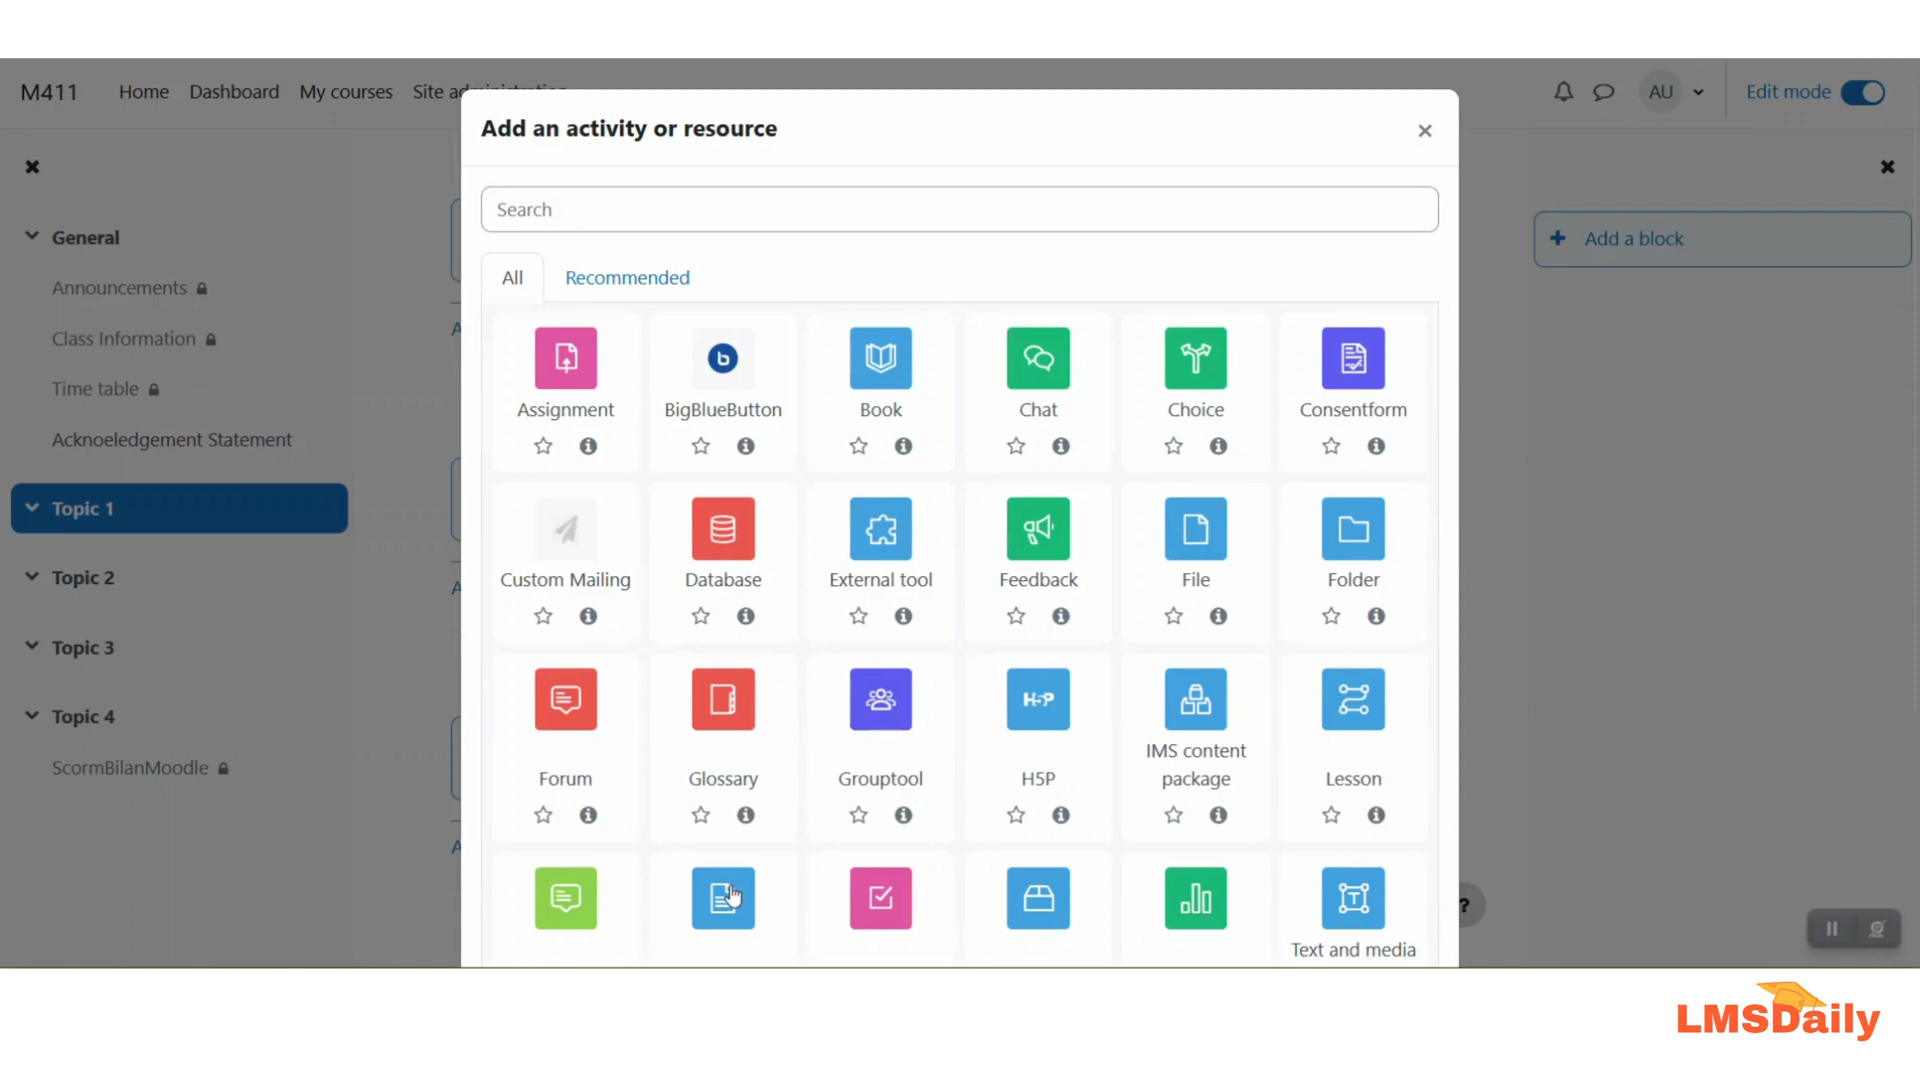 M411 Home Dashboard My courses Site administration AU Edit mode
Add an activity or resource
Search
All Recommended
General
Announcements
Class Information
Time table
Acknoeledgement Statement
Topic 1
Topic 2
Topic 3
Topic 4
ScormBilanMoodle
Assignment BigBlueButton Book Chat Choice Consentform
Custom Mailing Database External tool Feedback File Folder
Forum Glossary Grouptool H5P IMS content package Lesson
Text and media
Add a block
?
LMSDaily